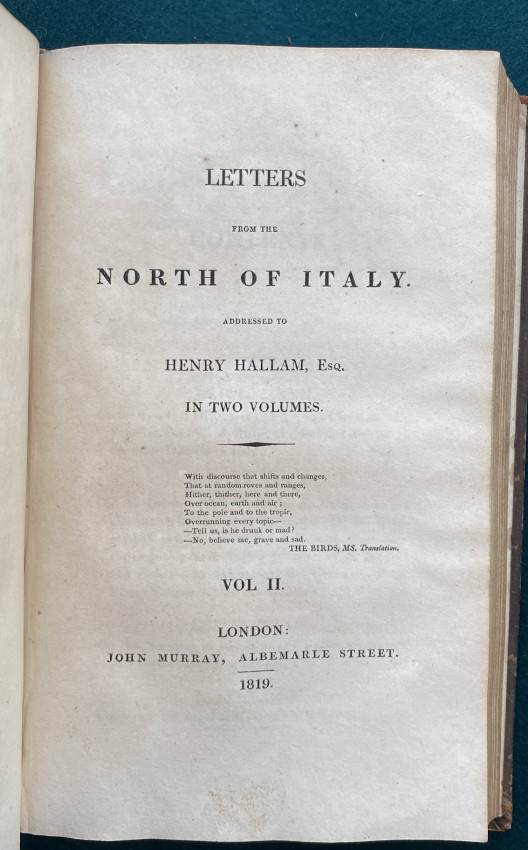 LETTERS
FROM THE
NORTH OF ITALY.
ADDRESSED TO
HENRY HALLAM, Esq.
IN TWO VOLUMES.
With discourse that shifts and changes,
That at random roves and ranges,
Hither, thither, here and there,
Over ocean, earth and air;
To the pole and to the tropic,
Overrunning every topic—
—Tell us, is he drunk or mad?
—No, believe me, grave and sad.
THE BIRDS, MS. Translation.
VOL II.
LONDON:
JOHN MURRAY, ALBEMARLE STREET.
1819.